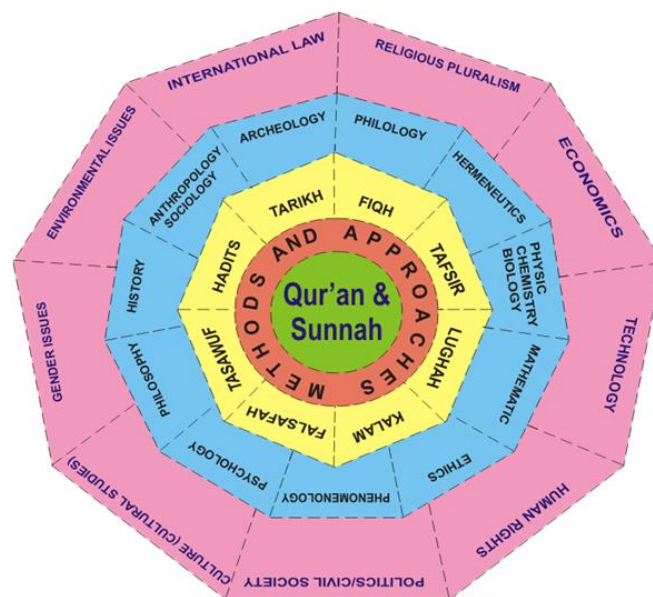 Qur'an &
Sunnah
METHODS AND APPROACHES
FIQH
TAFSIR
LUGHAH
KALAM
FALSAFAH
TASAWUF
HADITS
TARIKH
PHILOLOGY
HERMENEUTICS
PHYSIC
CHEMISTRY
BIOLOGY
MATHEMATIC
ETHICS
PHENOMENOLOGY
PSYCHOLOGY
PHILOSOPHY
HISTORY
ANTHROPOLOGY
SOCIOLOGY
ARCHEOLOGY
RELIGIOUS PLURALISM
ECONOMICS
TECHNOLOGY
HUMAN RIGHTS
POLITICS/CIVIL SOCIETY
CULTURE (CULTURAL STUDIES)
GENDER ISSUES
ENVIRONMENTAL ISSUES
INTERNATIONAL LAW